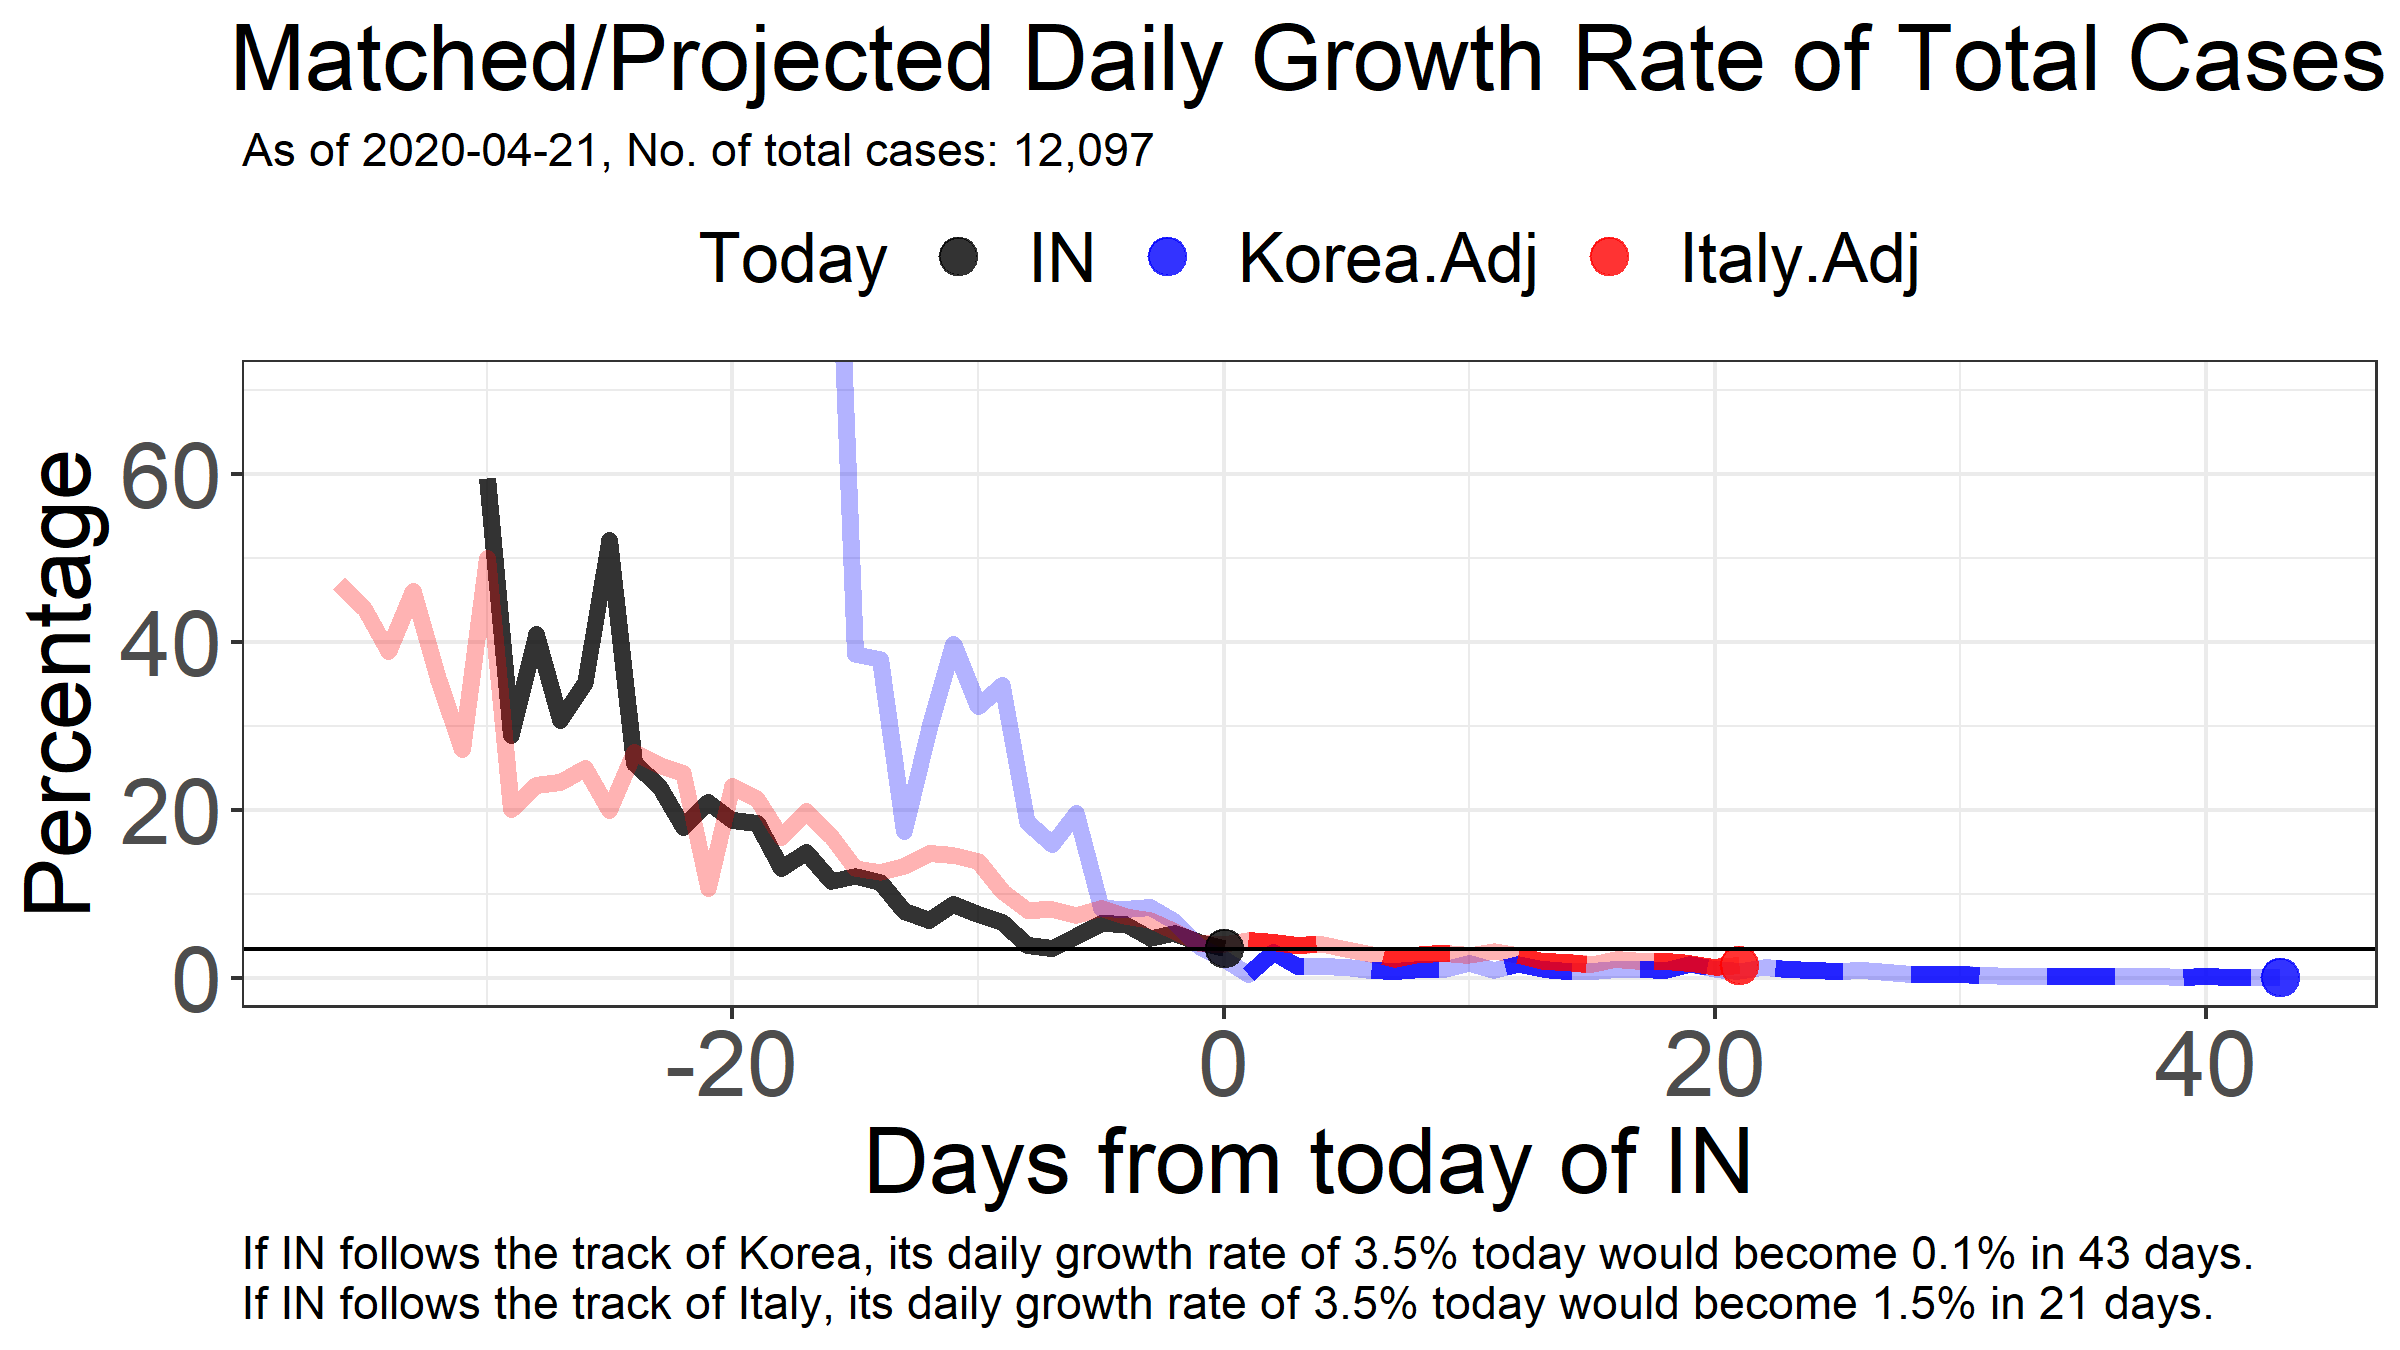 Matched/Projected Daily Growth Rate of Total Cases
As of 2020-04-21, No. of total cases: 12,097
Today IN Korea.Adj Italy.Adj
Percentage
60
40
20
0
-20 0 20 40
Days from today of IN
If IN follows the track of Korea, its daily growth rate of 3.5% today would become 0.1% in 43 days.
If IN follows the track of Italy, its daily growth rate of 3.5% today would become 1.5% in 21 days.